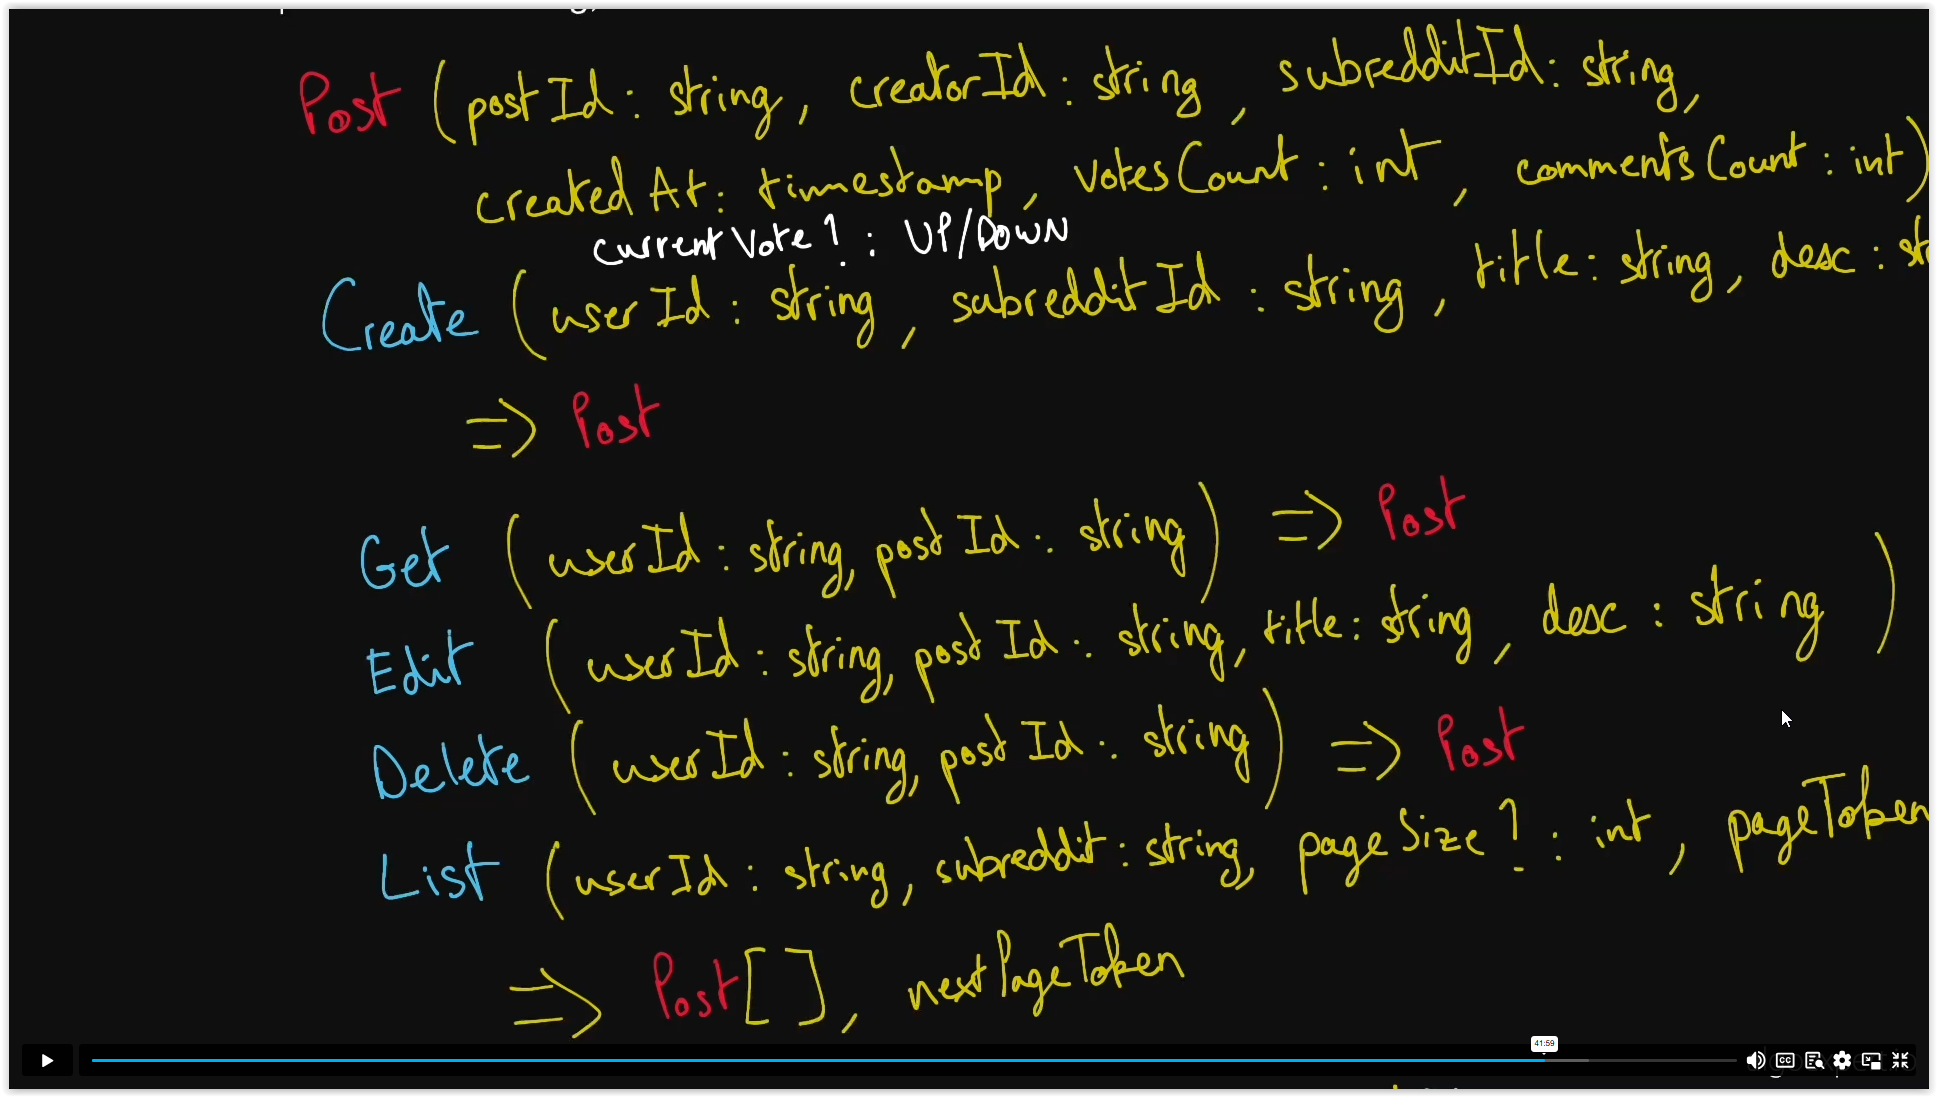 Post (postId: string, creatorId: string, subredditId: string,
createdAt: timestamp, votesCount: int, commentsCount: int)
currentVote?: UP/DOWN
Create (userId: string, subredditId: string, title: string, desc: str
=> Post
Get (userId: string, postId: string) => Post
Edit (userId: string, postId: string, title: string, desc: string)
Delete (userId: string, postId: string) => Post
List (userId: string, subreddit: string, pageSize?: int, pageToken
=> Post[], nextPageToken
41:59
CC